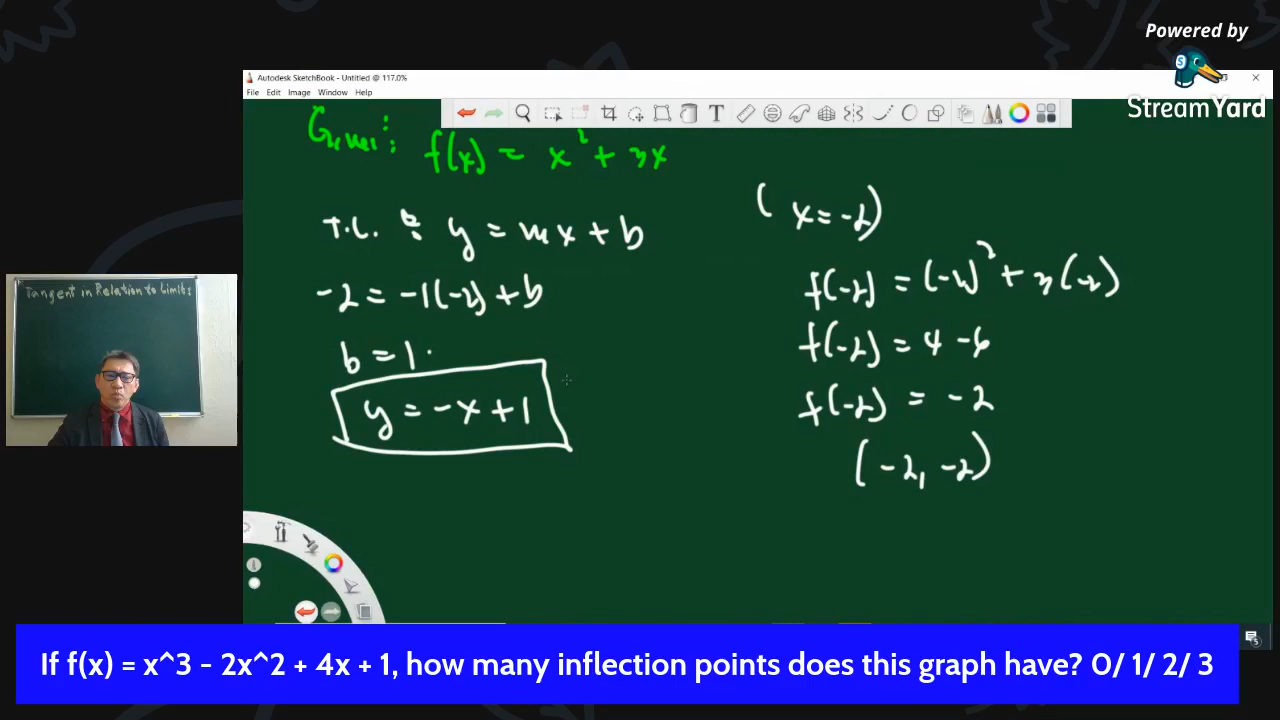 Powered by
StreamYard
Autodesk SketchBook - Untitled @ 117.0%
File Edit Image Window Help
T
Given: f(x) = x² + 3x
T.L. : y = mx + b
-2 = -1(-2) + b
b = 1.
y = -x + 1
(x = -2)
f(-2) = (-2)² + 3(-2)
f(-2) = 4 - 6
f(-2) = -2
(-2, -2)
Tangent in Relation to Limits
If f(x) = x^3 - 2x^2 + 4x + 1, how many inflection points does this graph have? 0/ 1/ 2/ 3
5